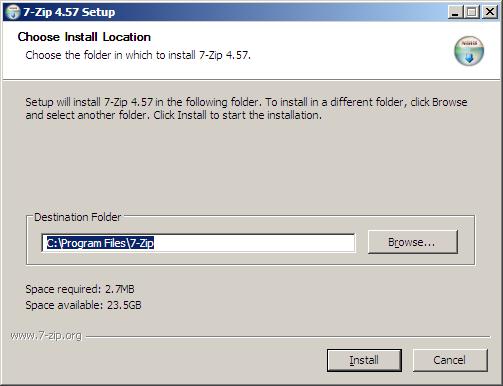 7-Zip 4.57 Setup
Choose Install Location
Choose the folder in which to install 7-Zip 4.57.
Setup will install 7-Zip 4.57 in the following folder. To install in a different folder, click Browse
and select another folder. Click Install to start the installation.
Destination Folder
C:\Program Files\7-Zip
Browse...
Space required: 2.7MB
Space available: 23.5GB
www.7-zip.org
Install
Cancel